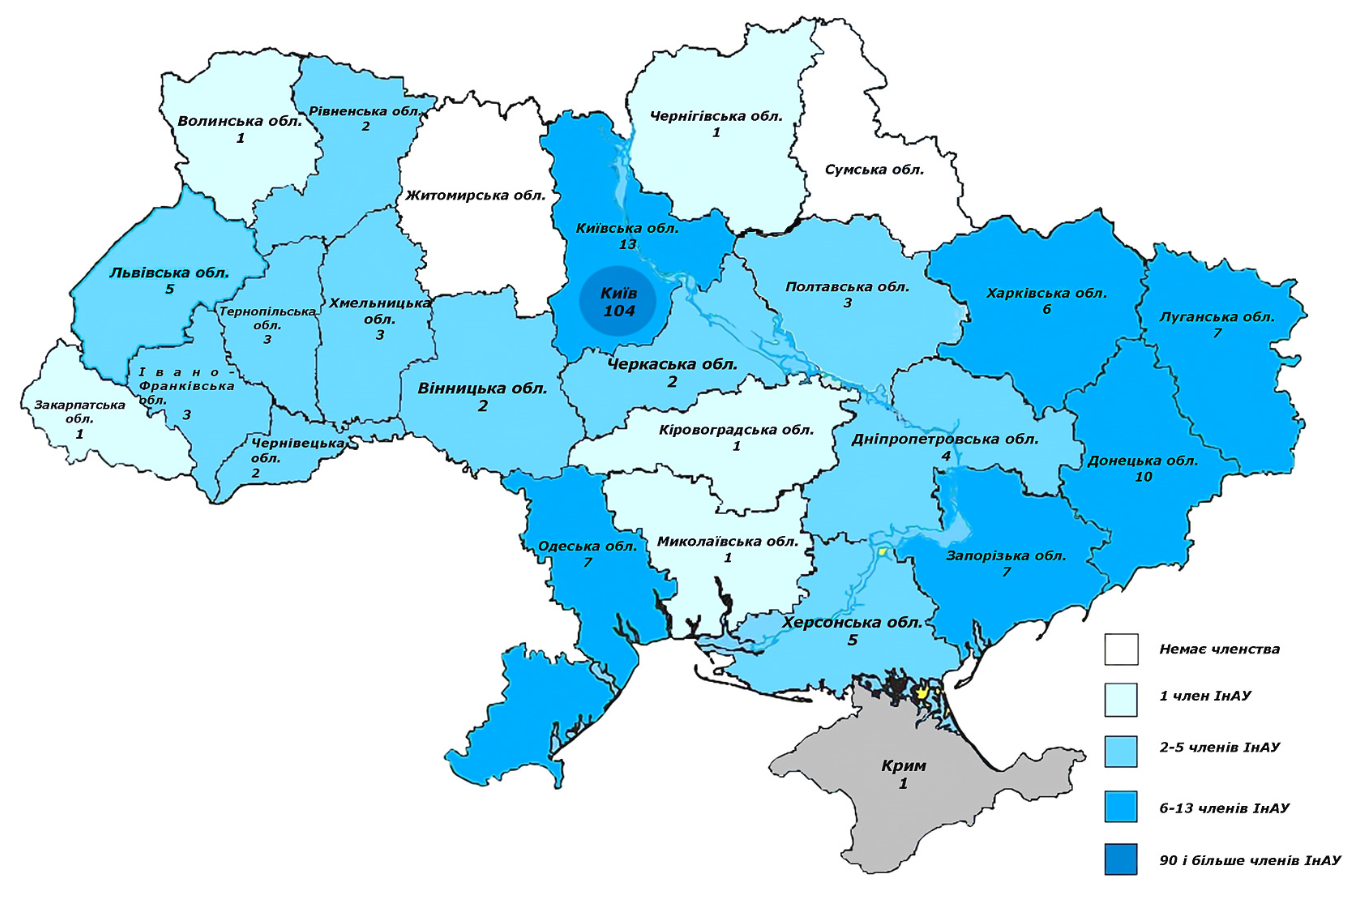 Волинська обл.
1
Рівненська обл.
2
Житомирська обл.
Київська обл.
13
Київ
104
Чернігівська обл.
1
Сумська обл.
Львівська обл.
5
Тернопільська
обл.
3
Хмельницька
обл.
3
Івано-
Франківська
обл.
3
Закарпатська
обл.
1
Чернівецька
обл.
2
Вінницька обл.
2
Черкаська обл.
2
Полтавська обл.
3
Харківська обл.
6
Луганська обл.
7
Кіровоградська обл.
1
Дніпропетровська обл.
4
Донецька обл.
10
Одеська обл.
7
Миколаївська обл.
1
Запорізька обл.
7
Херсонська обл.
5
Крим
1
Немає членства
1 член ІнАУ
2-5 членів ІнАУ
6-13 членів ІнАУ
90 і більше членів ІнАУ